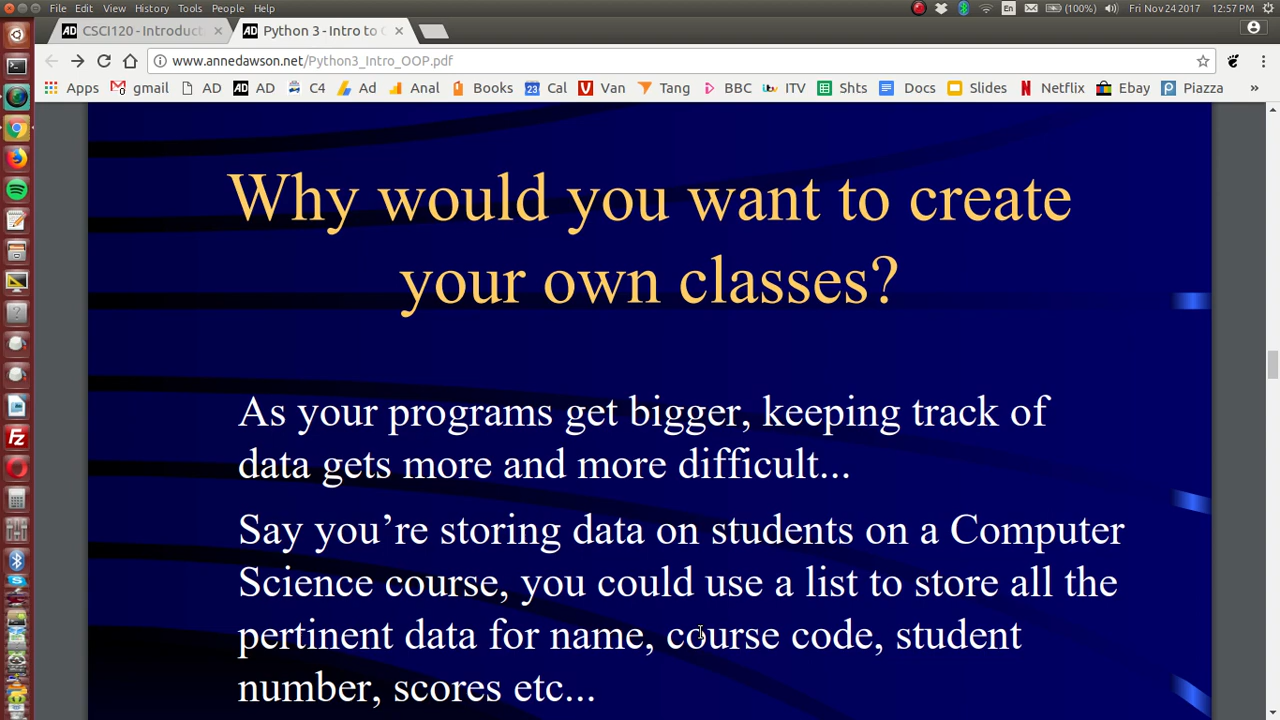 File Edit View History Tools People Help
En (100%) Fri Nov 24 2017 12:57 PM
AD CSCI120 - Introduct × AD Python 3 - Intro to C ×
www.annedawson.net/Python3_Intro_OOP.pdf
Apps gmail AD AD AD C4 Ad Anal Books 23 Cal V Van Tang BBC ITV Shts Docs Slides Netflix Ebay Piazza »
Why would you want to create
your own classes?
As your programs get bigger, keeping track of
data gets more and more difficult...
Say you’re storing data on students on a Computer
Science course, you could use a list to store all the
pertinent data for name, course code, student
number, scores etc...